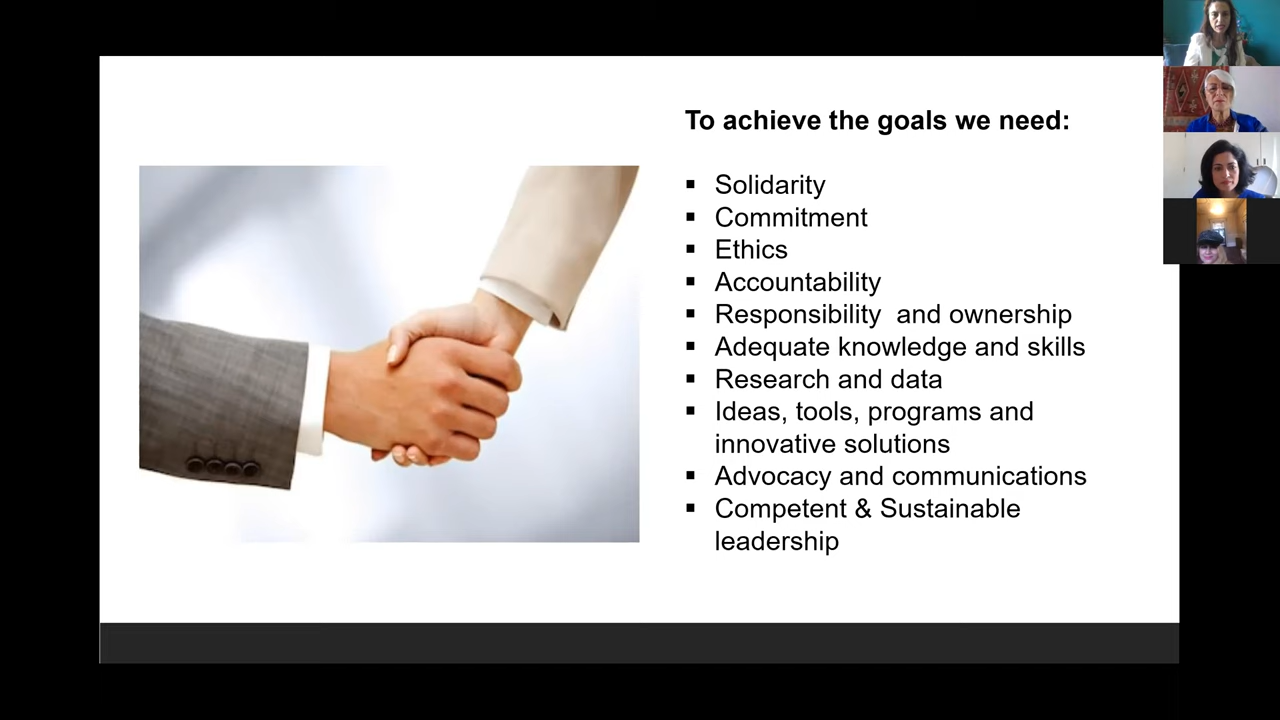 To achieve the goals we need:
▪ Solidarity
▪ Commitment
▪ Ethics
▪ Accountability
▪ Responsibility  and ownership
▪ Adequate knowledge and skills
▪ Research and data
▪ Ideas, tools, programs and
innovative solutions
▪ Advocacy and communications
▪ Competent & Sustainable
leadership